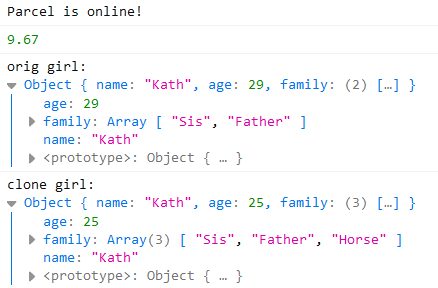 Parcel is online!
9.67
orig girl:
Object { name: "Kath", age: 29, family: (2) […] }
age: 29
family: Array [ "Sis", "Father" ]
name: "Kath"
<prototype>: Object { … }
clone girl:
Object { name: "Kath", age: 25, family: (3) […] }
age: 25
family: Array(3) [ "Sis", "Father", "Horse" ]
name: "Kath"
<prototype>: Object { … }